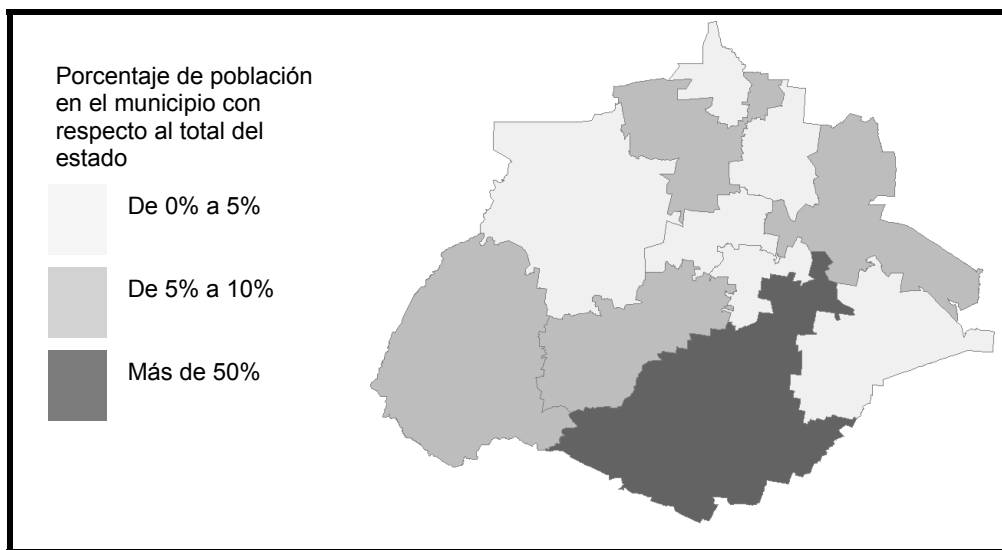 Porcentaje de población
en el municipio con
respecto al total del
estado
De 0% a 5%
De 5% a 10%
Más de 50%